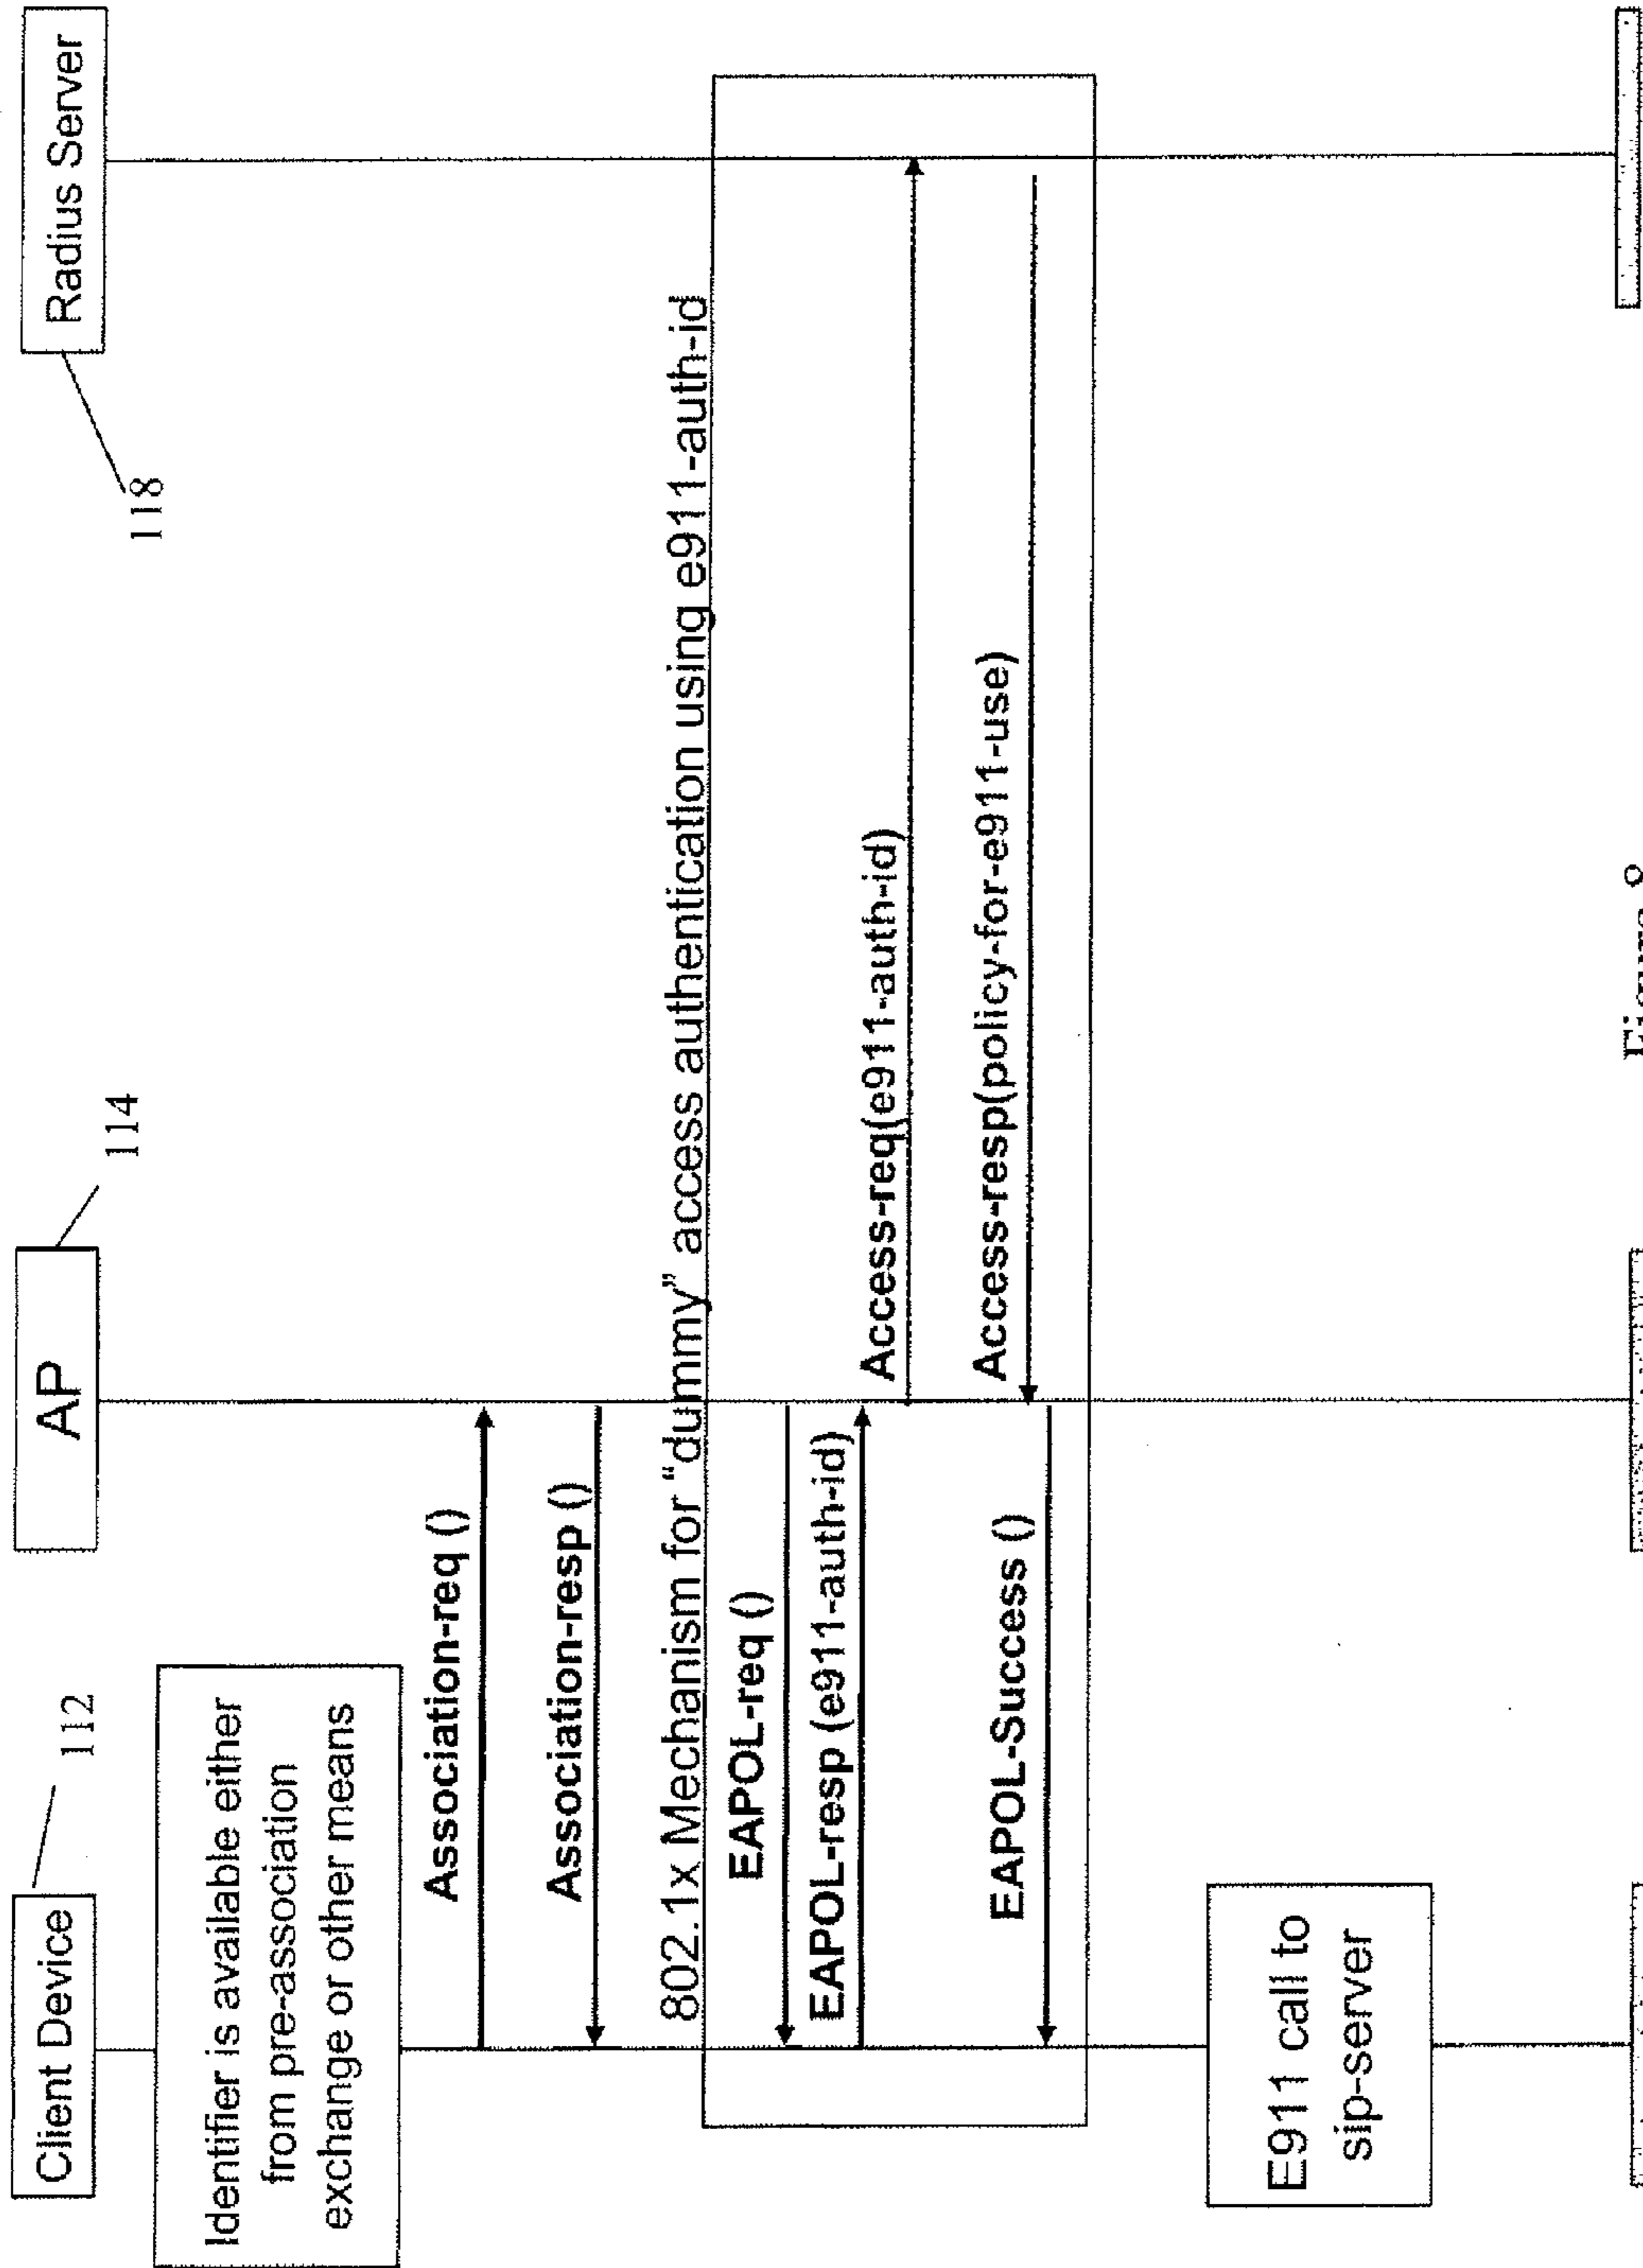 Client Device
112
AP
114
Radius Server
118
Identifier is available either
from pre-association
exchange or other means
Association-req ()
Association-resp ()
802.1x Mechanism for “dummy” access authentication using e911-auth-id
EAPOL-req ()
EAPOL-resp (e911-auth-id)
Access-req(e911-auth-id)
Access-resp(policy-for-e911-use)
EAPOL-Success ()
E911 call to
sip-server
Figure